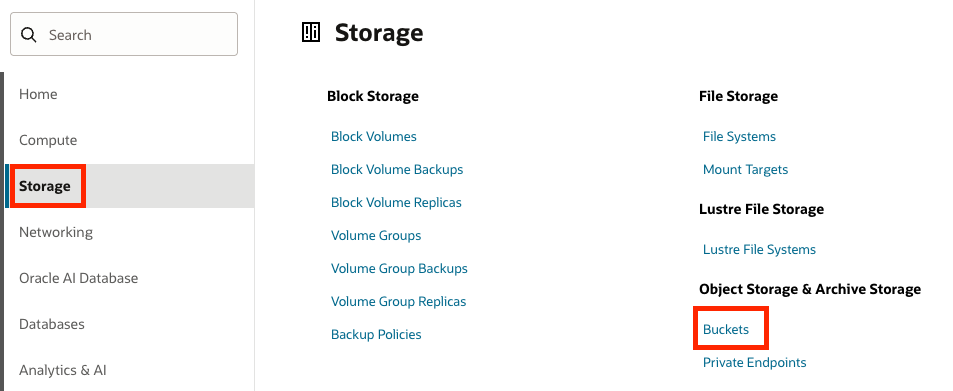 Search
Home
Compute
Storage
Networking
Oracle AI Database
Databases
Analytics & AI
Storage
Block Storage
Block Volumes
Block Volume Backups
Block Volume Replicas
Volume Groups
Volume Group Backups
Volume Group Replicas
Backup Policies
File Storage
File Systems
Mount Targets
Lustre File Storage
Lustre File Systems
Object Storage & Archive Storage
Buckets
Private Endpoints